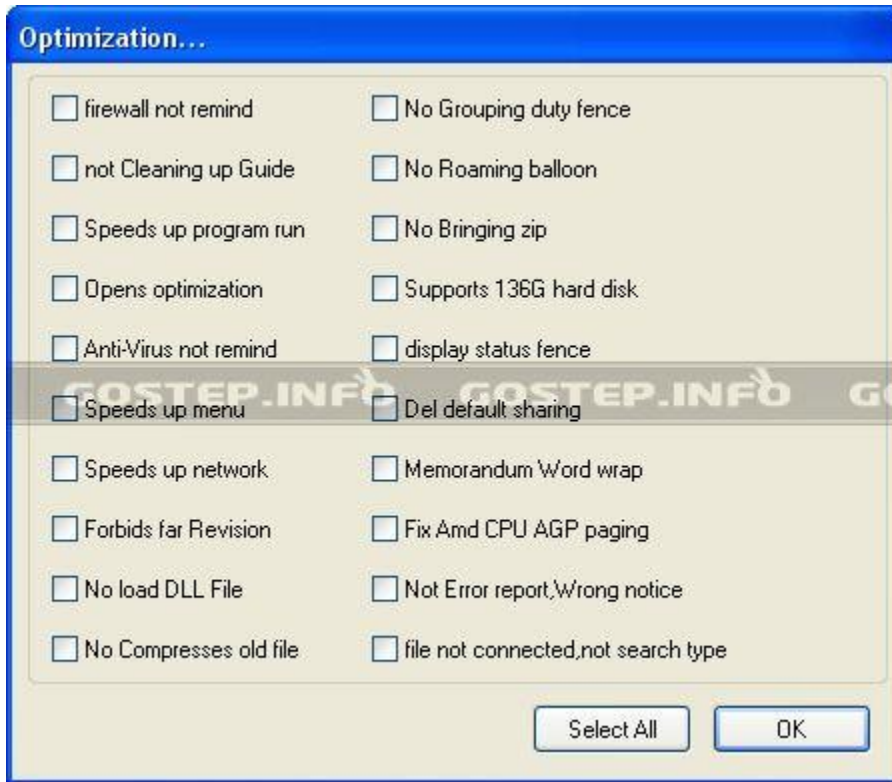 Optimization...
firewall not remind
not Cleaning up Guide
Speeds up program run
Opens optimization
Anti-Virus not remind
Speeds up menu
Speeds up network
Forbids far Revision
No load DLL File
No Compresses old file
No Grouping duty fence
No Roaming balloon
No Bringing zip
Supports 136G hard disk
display status fence
Del default sharing
Memorandum Word wrap
Fix Amd CPU AGP paging
Not Error report,Wrong notice
file not connected,not search type
GOSTEP.INFO GOSTEP.INFO
Select All
OK